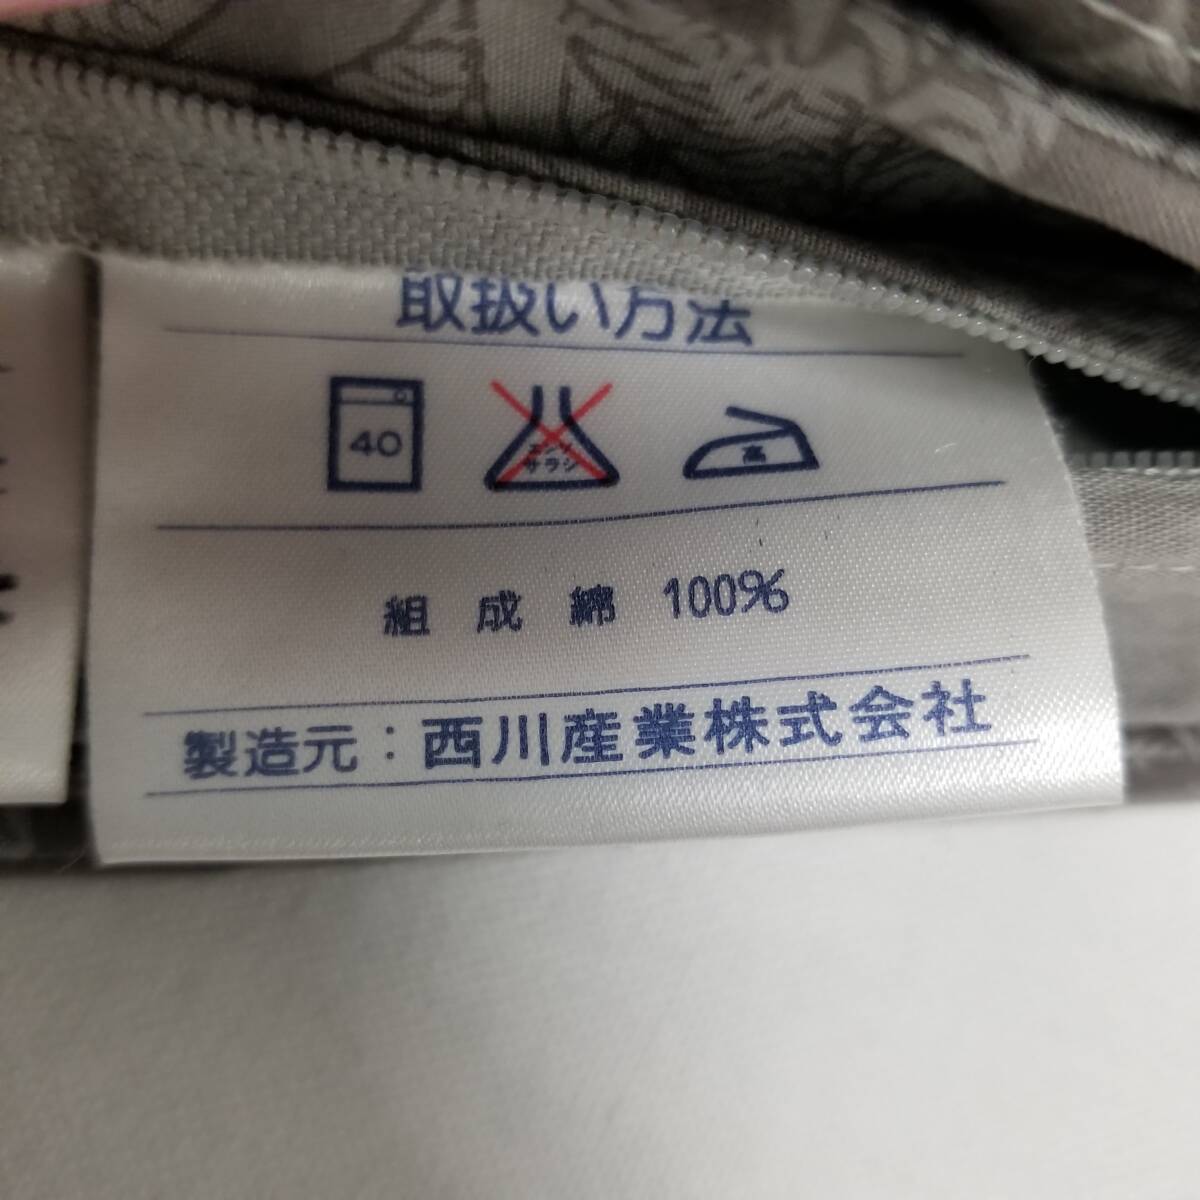 取扱い方法
40 エンソ サラシ 高
組成 綿 100%
製造元：西川産業株式会社